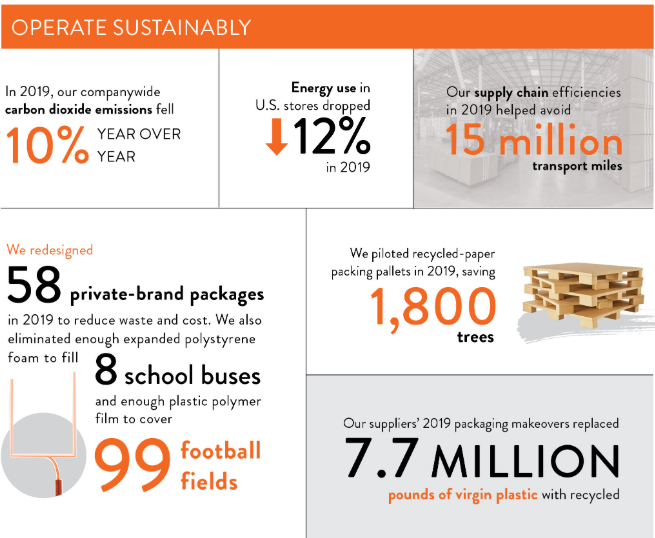 OPERATE SUSTAINABLY
In 2019, our companywide
carbon dioxide emissions fell
10% YEAR OVER
YEAR
Energy use in
U.S. stores dropped
12%
in 2019
Our supply chain efficiencies
in 2019 helped avoid
15 million
transport miles
We redesigned
58 private-brand packages
in 2019 to reduce waste and cost. We also
eliminated enough expanded polystyrene
foam to fill
8 school buses
and enough plastic polymer
film to cover
99 football
fields
We piloted recycled-paper
packing pallets in 2019, saving
1,800
trees
Our suppliers’ 2019 packaging makeovers replaced
7.7 MILLION
pounds of virgin plastic with recycled